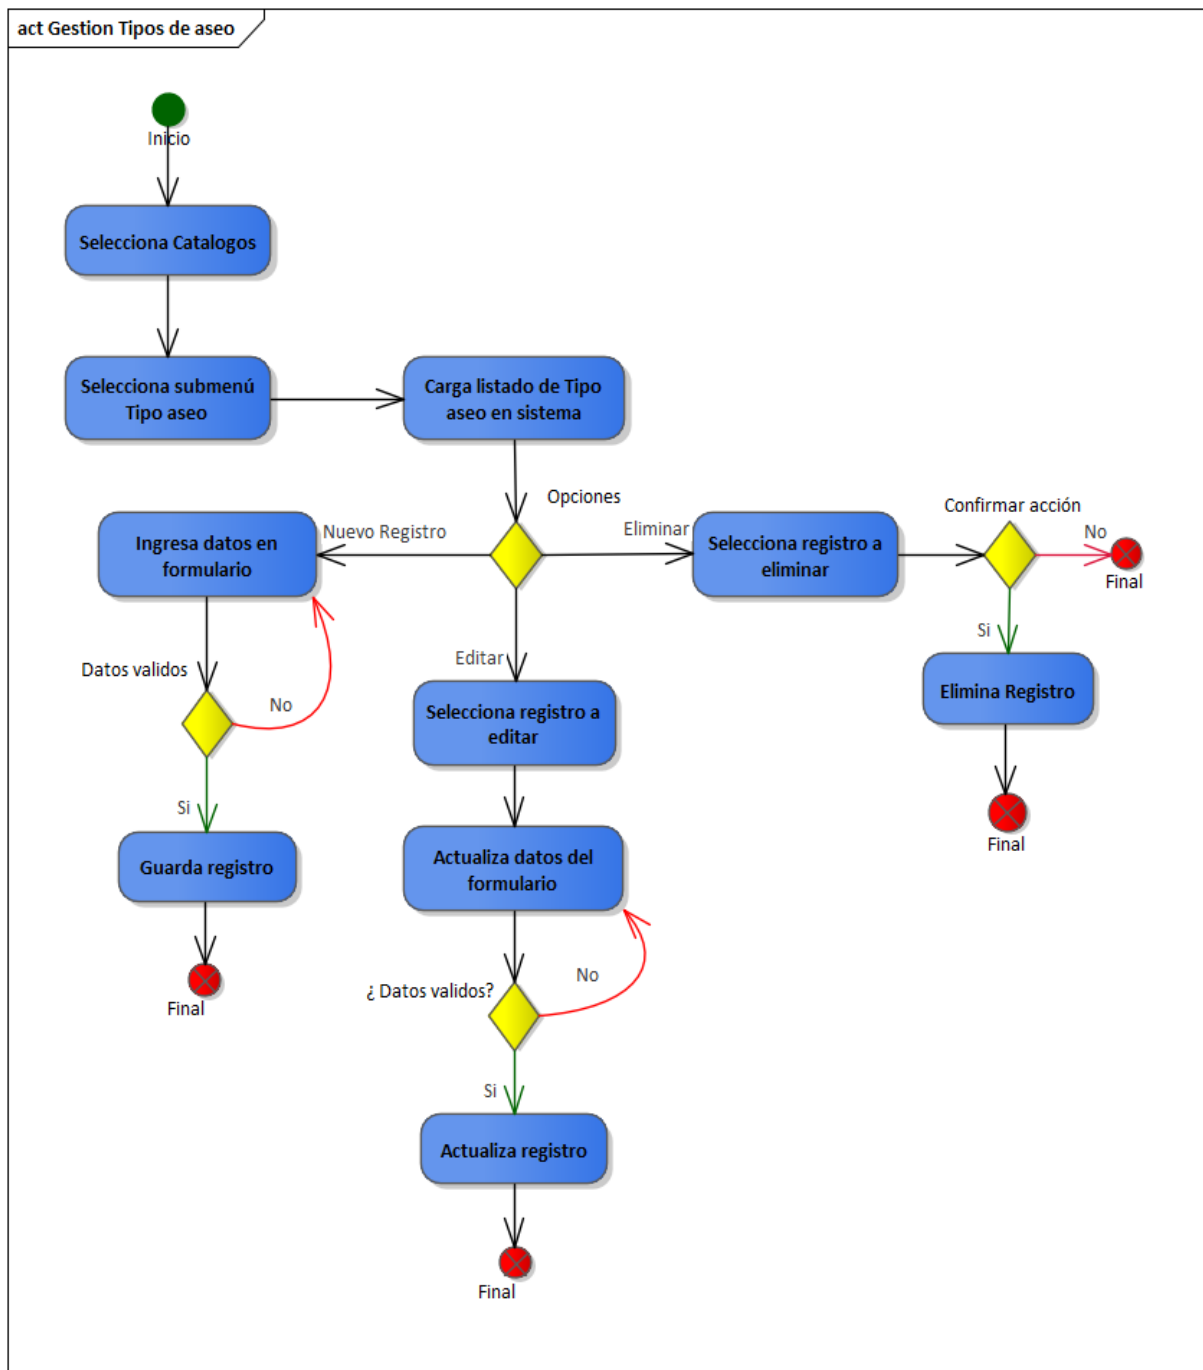 act Gestion Tipos de aseo
Inicio
Selecciona Catalogos
Selecciona submenú
Tipo aseo
Carga listado de Tipo
aseo en sistema
Opciones
Nuevo Registro
Eliminar
Editar
Ingresa datos en
formulario
Datos validos
No
Si
Guarda registro
Final
Selecciona registro a
editar
Actualiza datos del
formulario
¿ Datos validos?
No
Si
Actualiza registro
Final
Selecciona registro a
eliminar
Confirmar acción
No
Final
Si
Elimina Registro
Final